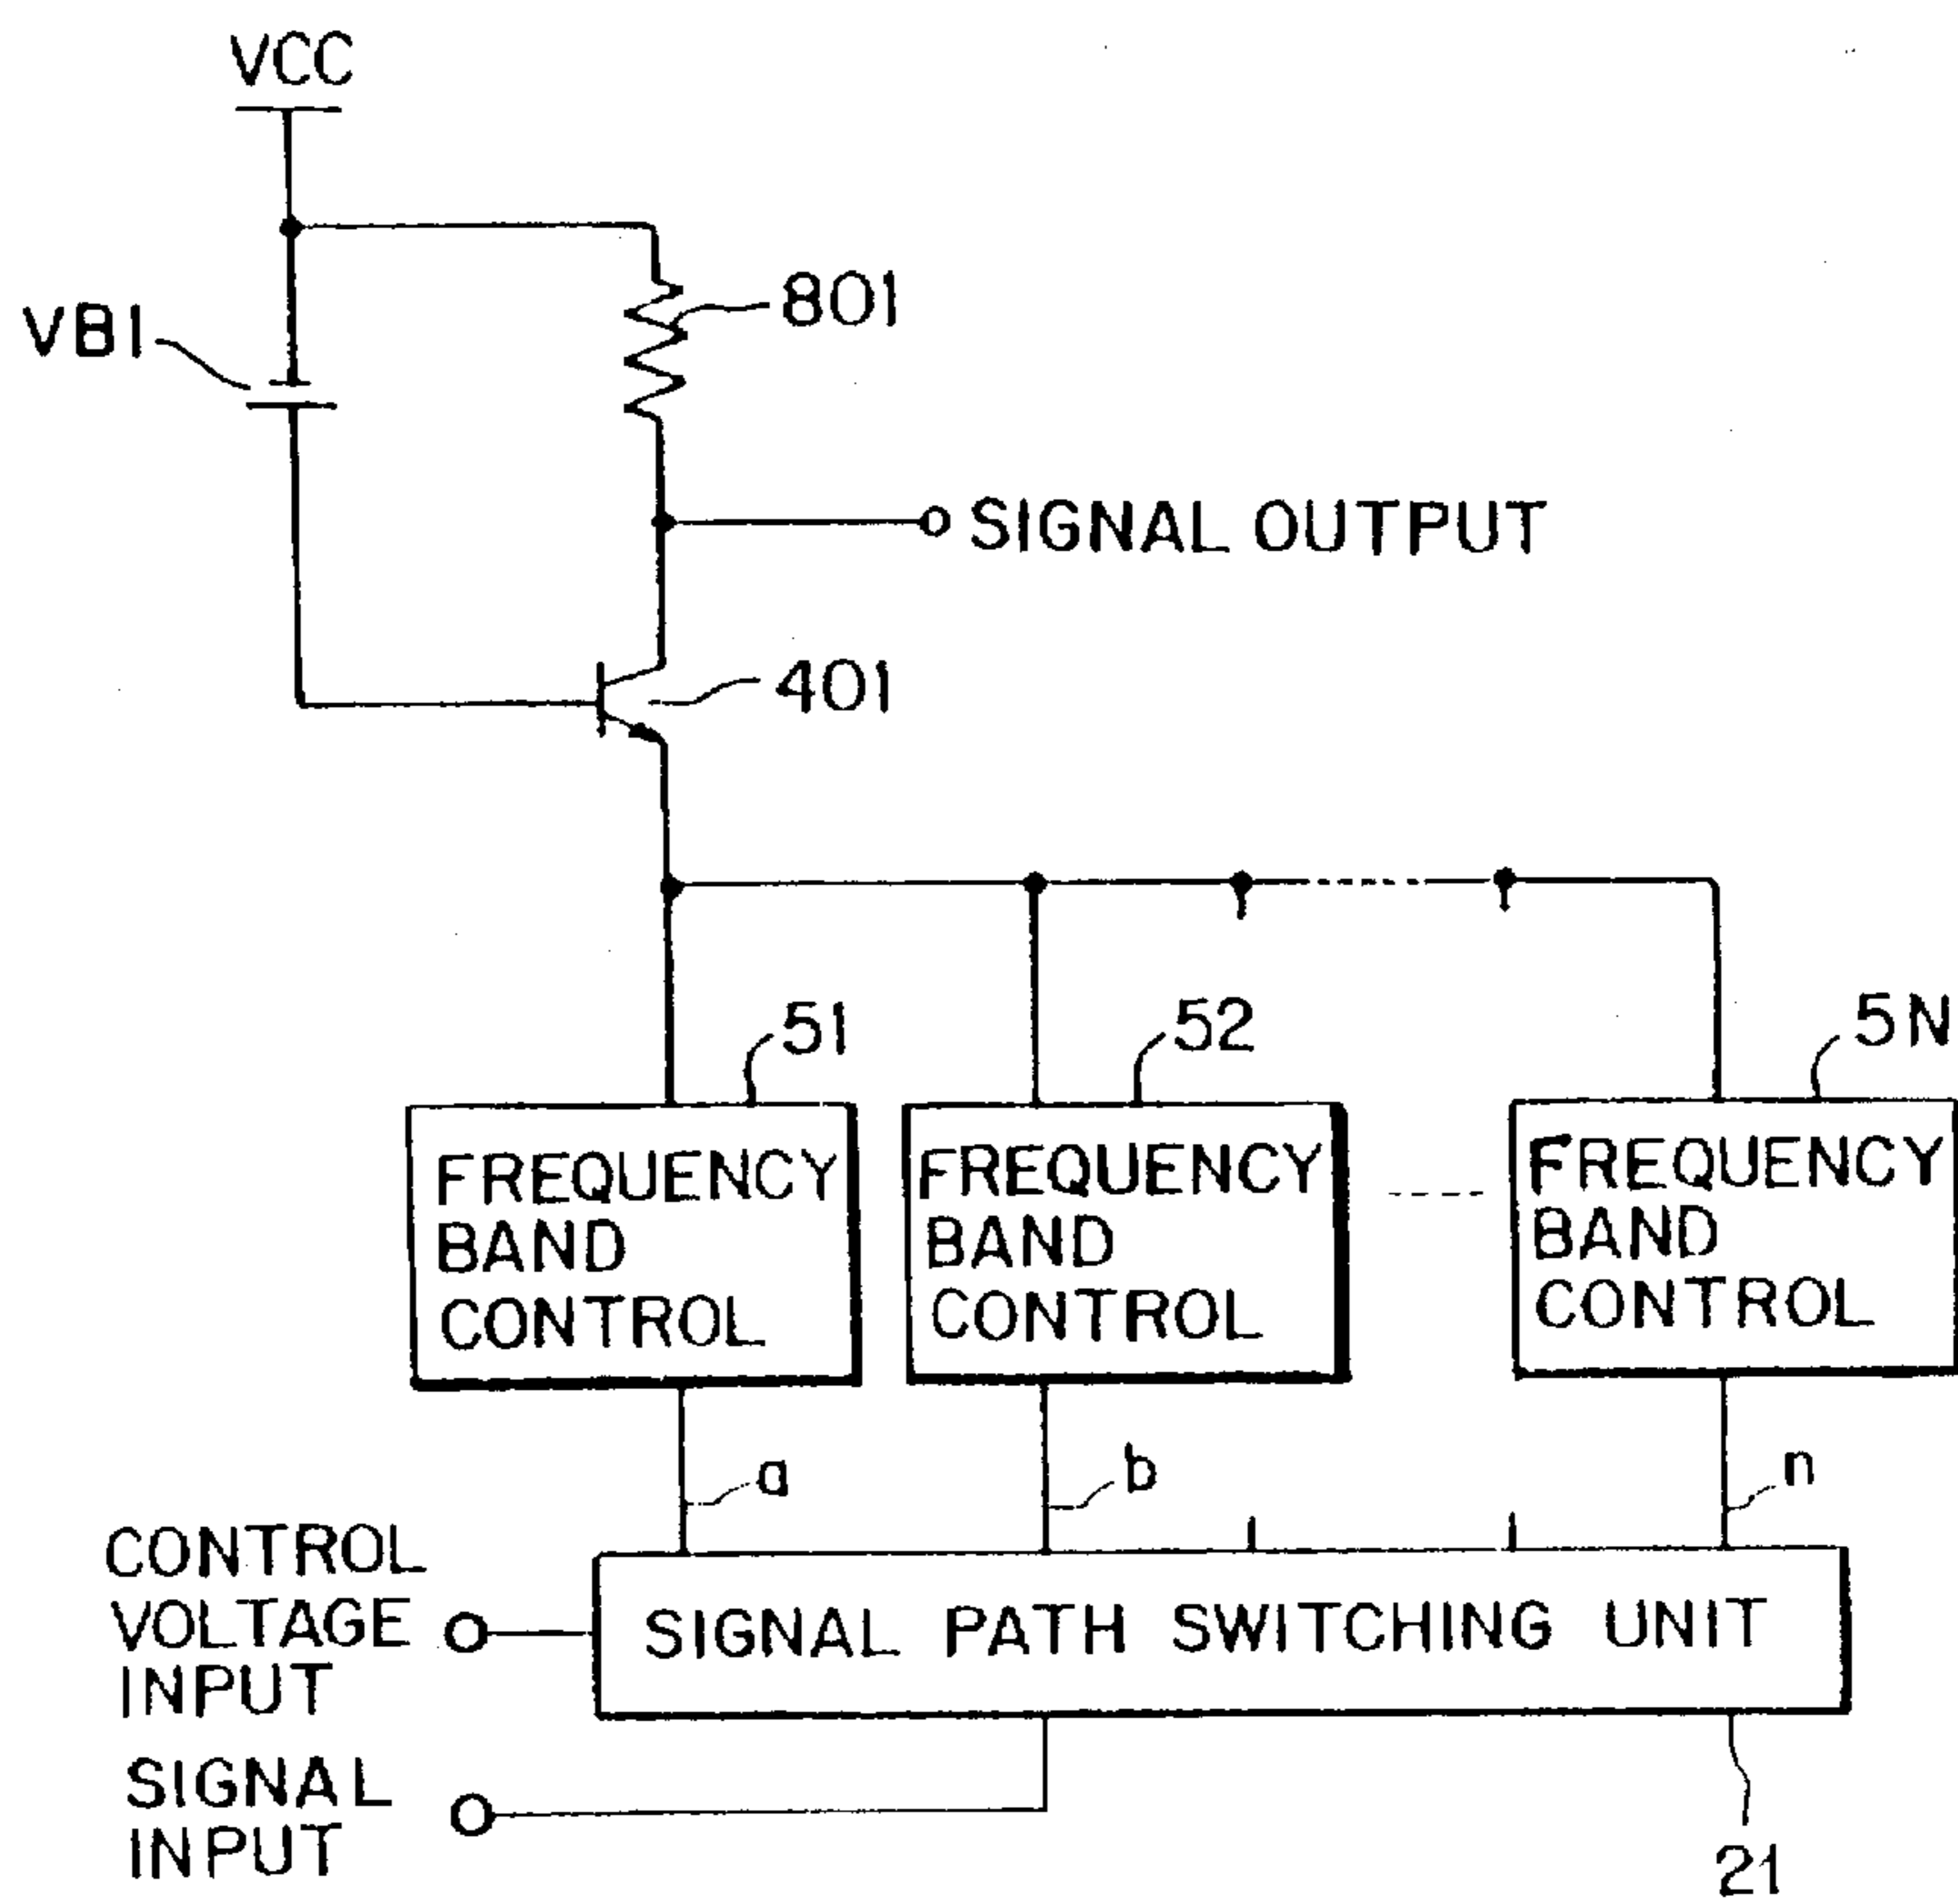 VCC
VB1
801
SIGNAL OUTPUT
401
51
52
5N
FREQUENCY
BAND
CONTROL
FREQUENCY
BAND
CONTROL
FREQUENCY
BAND
CONTROL
a
b
n
CONTROL
VOLTAGE
INPUT
SIGNAL PATH SWITCHING UNIT
SIGNAL
INPUT
21